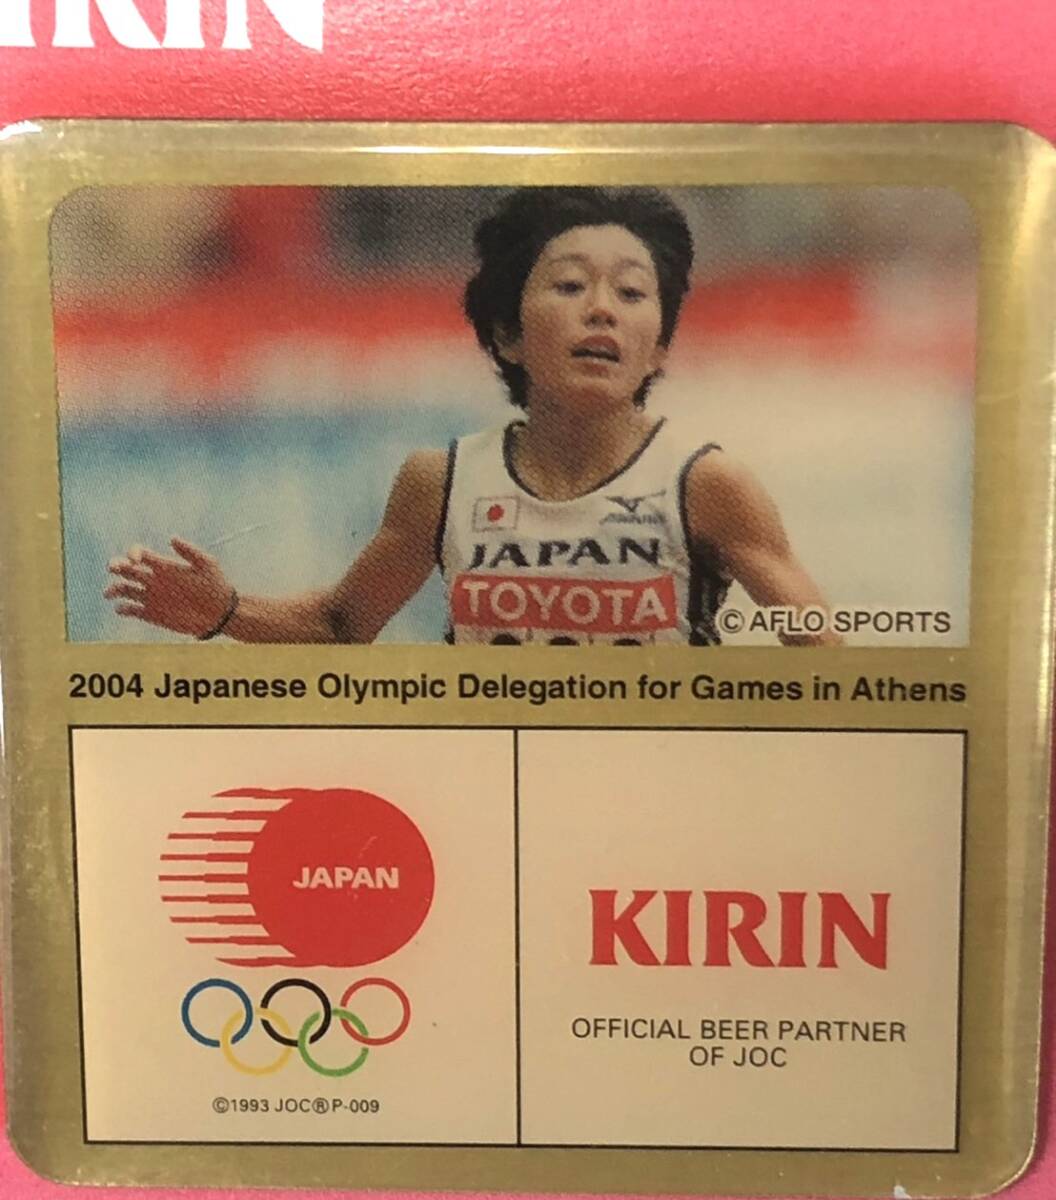 KIRIN
JAPAN
TOYOTA
© AFLO SPORTS
2004 Japanese Olympic Delegation for Games in Athens
JAPAN
©1993 JOC® P-009
KIRIN
OFFICIAL BEER PARTNER
OF JOC